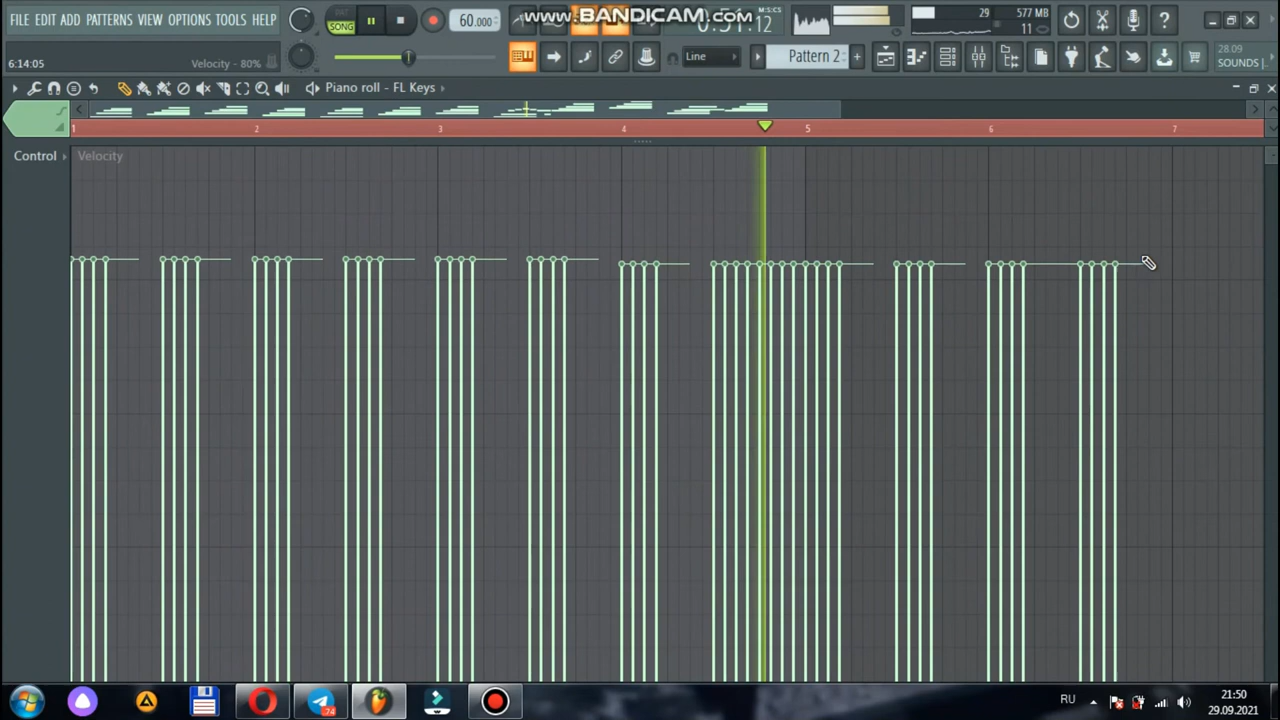 FILE EDIT ADD PATTERNS VIEW OPTIONS TOOLS HELP
SONG
60.000
www.BANDICAM.com
M:S:CS
29
577 MB
11
6:14:05
Velocity - 80%
Line
Pattern 2
28.09
SOUNDS
Piano roll - FL Keys
1 2 3 4 5 6 7
Control
Velocity
74
RU
21:50
29.09.2021